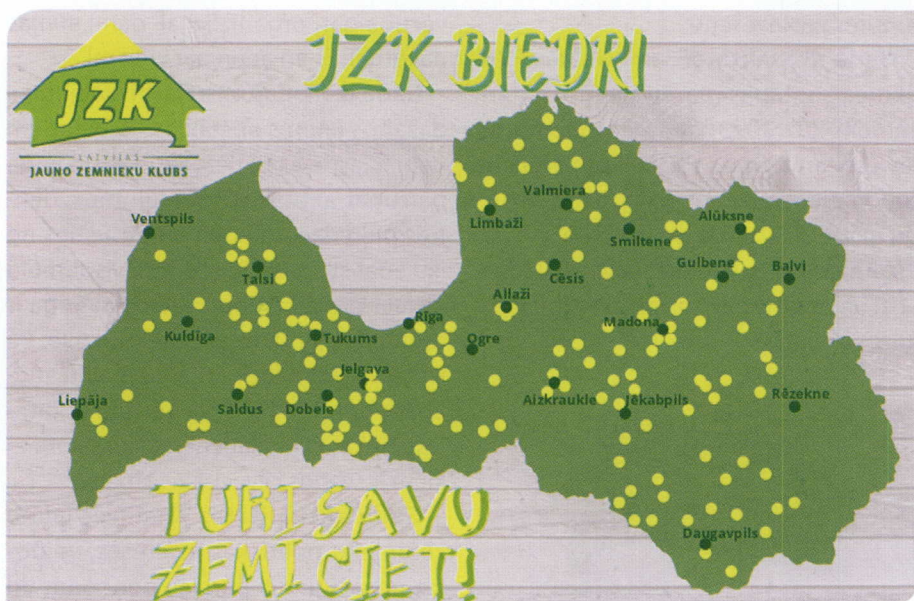 JZK BIEDRI
JZK
LATVIJAS
JAUNO ZEMNIEKU KLUBS
Ventspils
Talsi
Kuldīga
Tukums
Rīga
Liepāja
Saldus
Dobele
Jelgava
Ogre
Allaži
Limbaži
Valmiera
Cēsis
Smiltene
Alūksne
Gulbene
Balvi
Madona
Aizkraukle
Jēkabpils
Rēzekne
Daugavpils
TURI SAVU
ZEMI CIET!